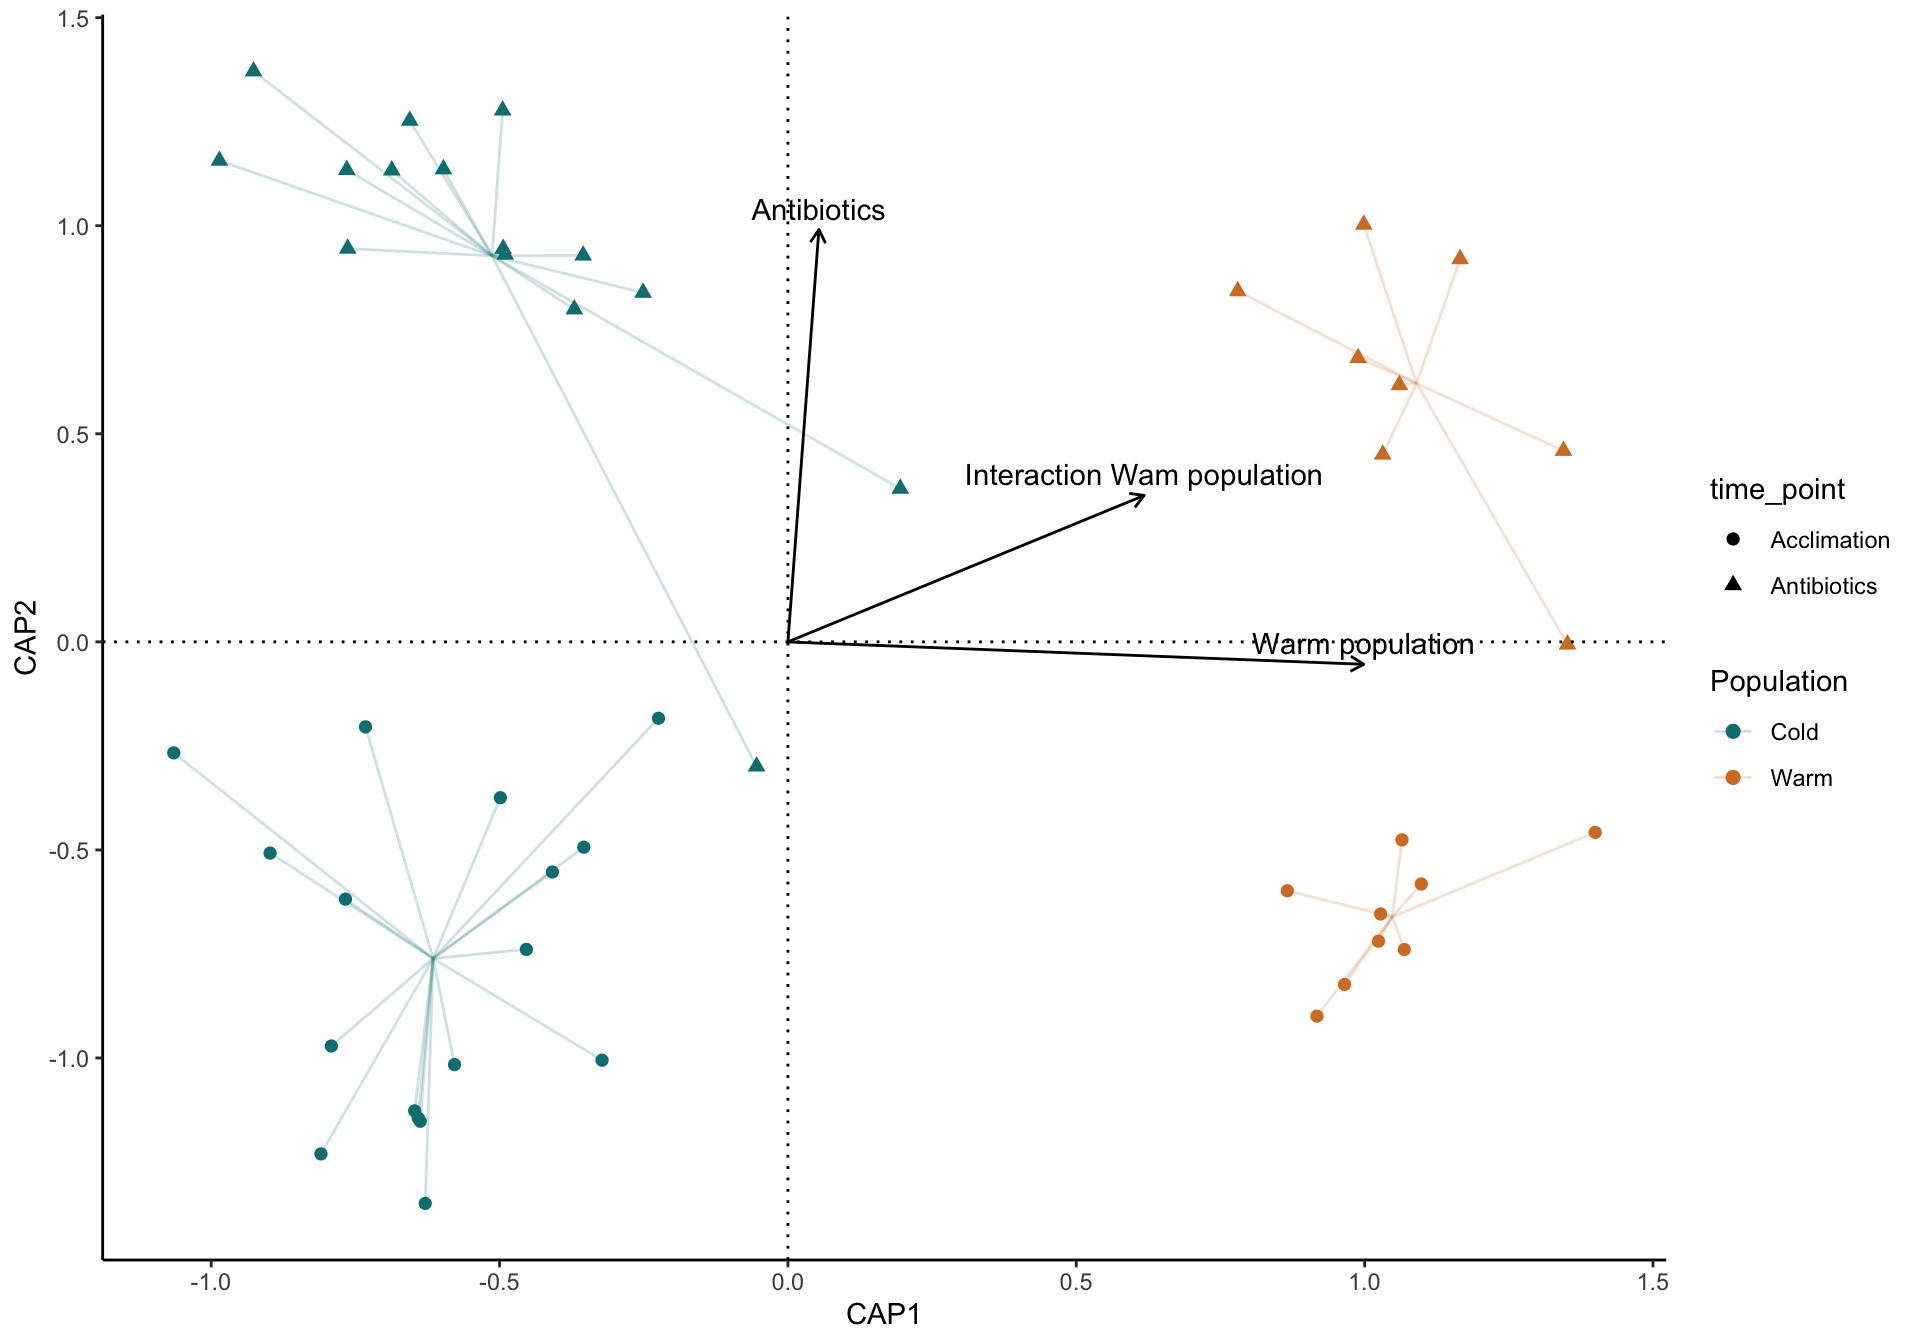 1.5
1.0
0.5
0.0
-0.5
-1.0
CAP2
Antibiotics
Interaction Wam population
Warm population
-1.0
-0.5
0.0
0.5
1.0
1.5
CAP1
time_point
Acclimation
Antibiotics
Population
Cold
Warm